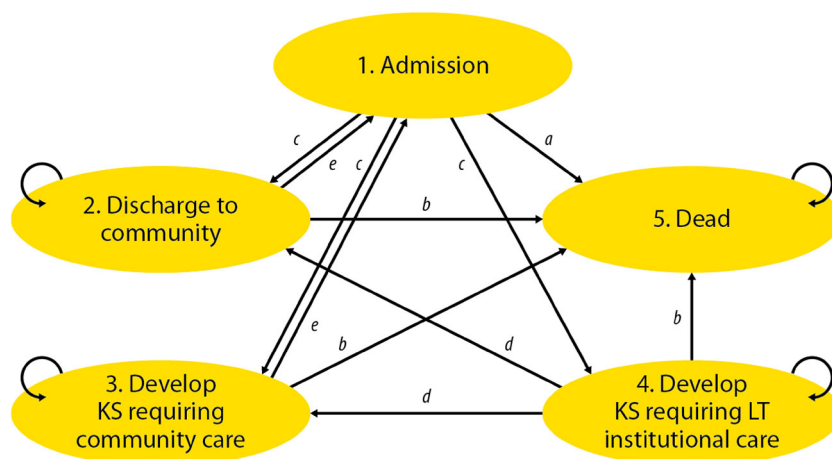 1. Admission
c
e
c
c
a
2. Discharge to
community
b
5. Dead
e
b
d
b
3. Develop
KS requiring
community care
d
4. Develop
KS requiring LT
institutional care